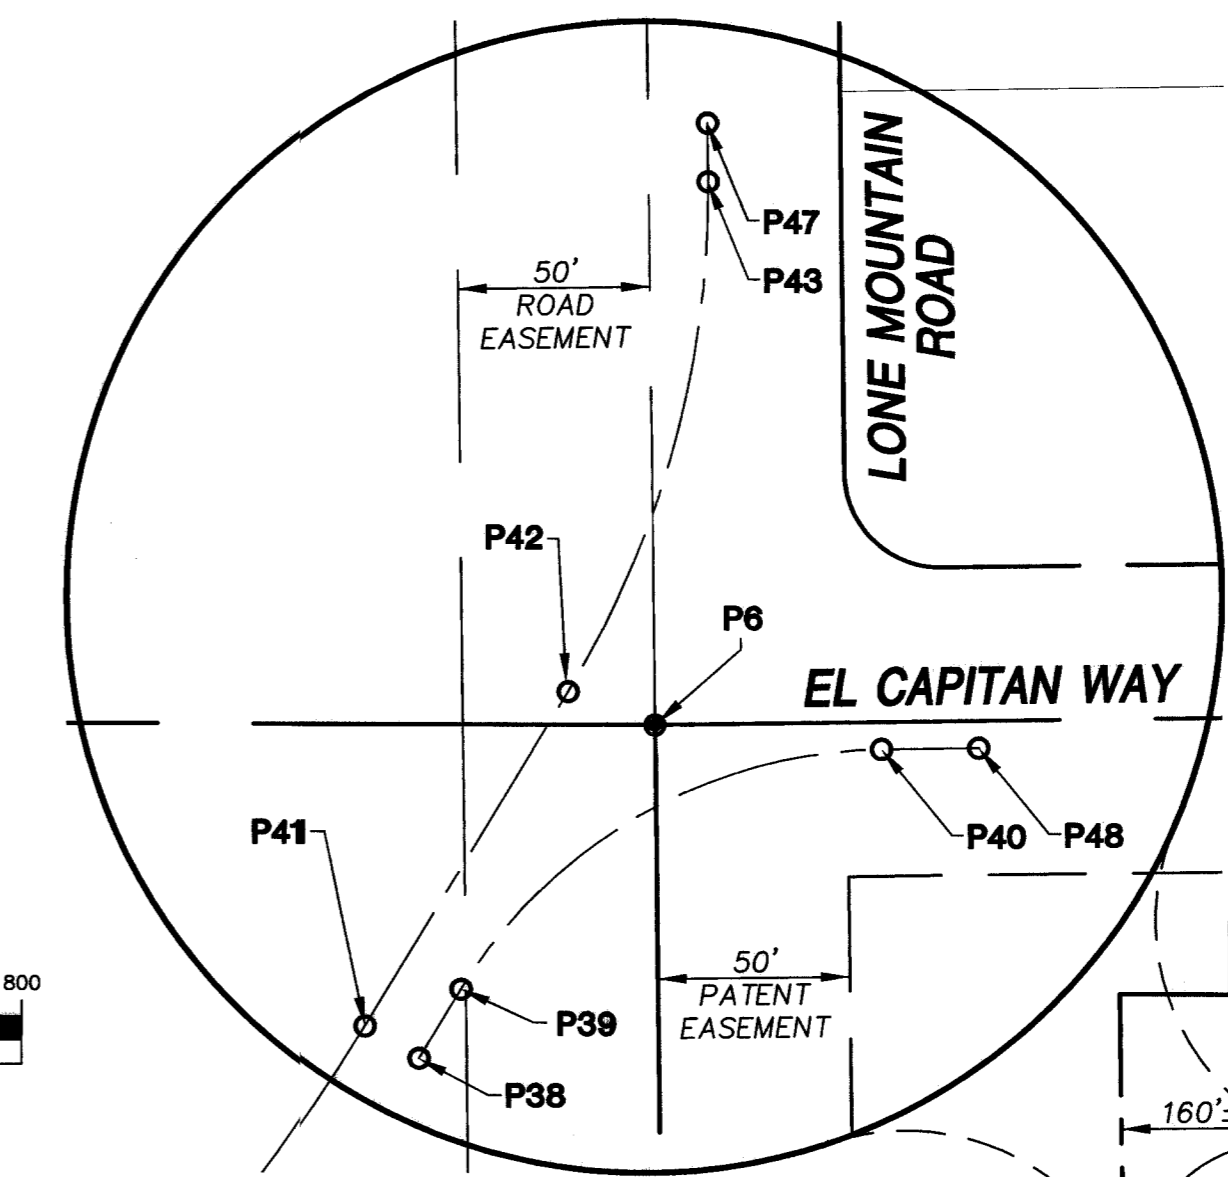 P47
P43
50'
ROAD
EASEMENT
LONE MOUNTAIN
ROAD
P42
P6
EL CAPITAN WAY
P41
P40
P48
50'
PATENT
EASEMENT
P39
P38
800
160'±